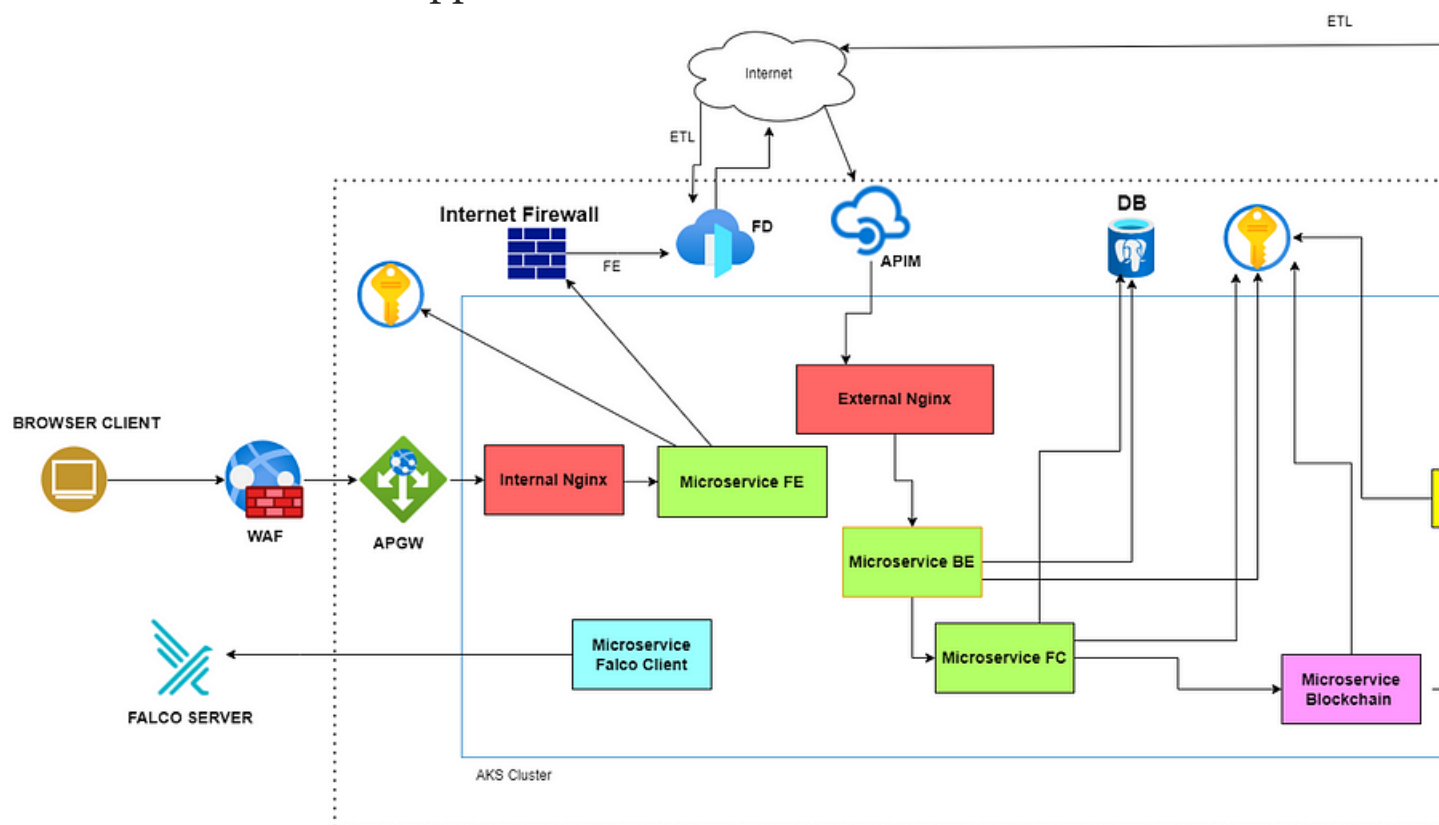 ETL
Internet
ETL
Internet Firewall
DB
FD
FE
APIM
External Nginx
BROWSER CLIENT
Internal Nginx
Microservice FE
WAF
APGW
Microservice BE
Microservice
Falco Client
Microservice FC
Microservice
Blockchain
FALCO SERVER
AKS Cluster